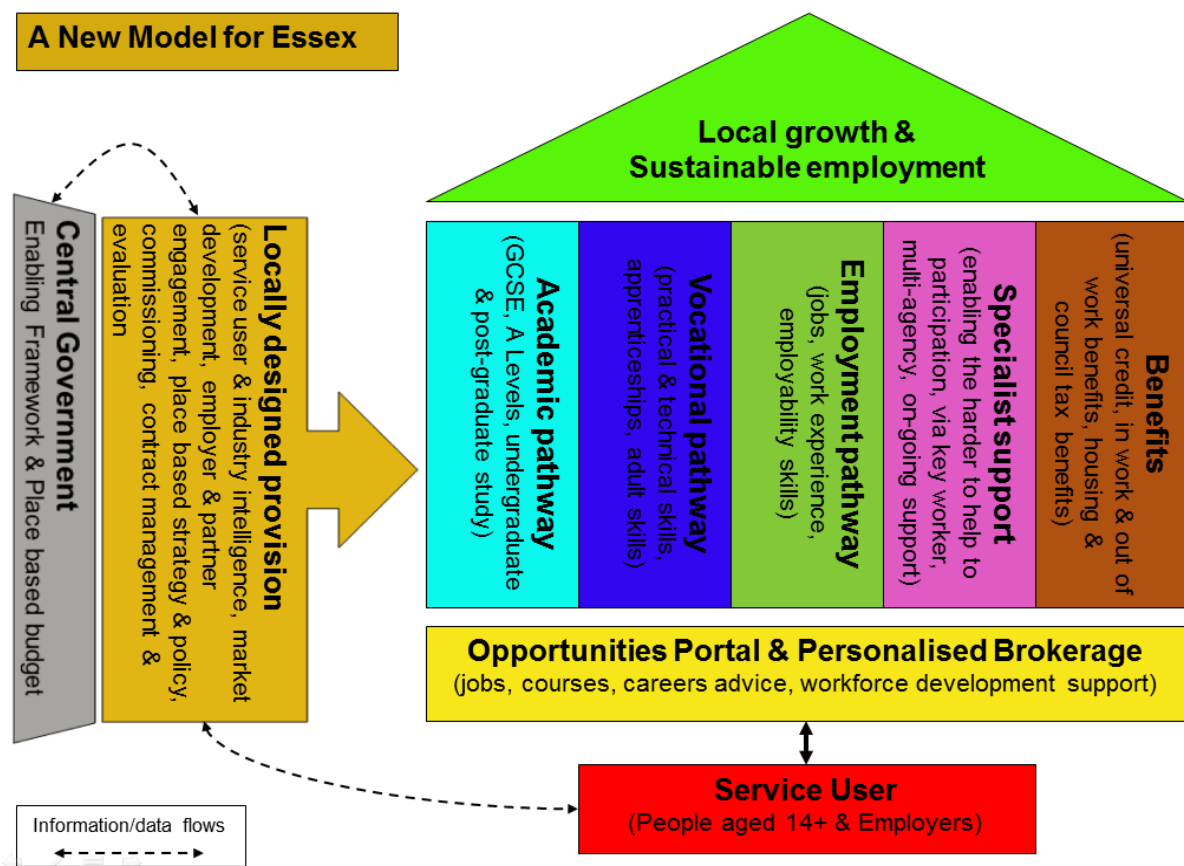 A New Model for Essex
Local growth &
Sustainable employment
Central Government
Enabling Framework & Place based budget
Locally designed provision
(service user & industry intelligence, market
development, employer & partner
engagement, place based strategy & policy,
commissioning, contract management &
evaluation
Academic pathway
(GCSE, A Levels, undergraduate
& post-graduate study)
Vocational pathway
(practical & technical skills,
apprenticeships, adult skills)
Employment pathway
(jobs, work experience,
employability skills)
Specialist support
(enabling the harder to help to
participation, via key worker,
multi-agency, on-going support)
Benefits
(universal credit, in work & out of
work benefits, housing &
council tax benefits)
Opportunities Portal & Personalised Brokerage
(jobs, courses, careers advice, workforce development support)
Service User
(People aged 14+ & Employers)
Information/data flows